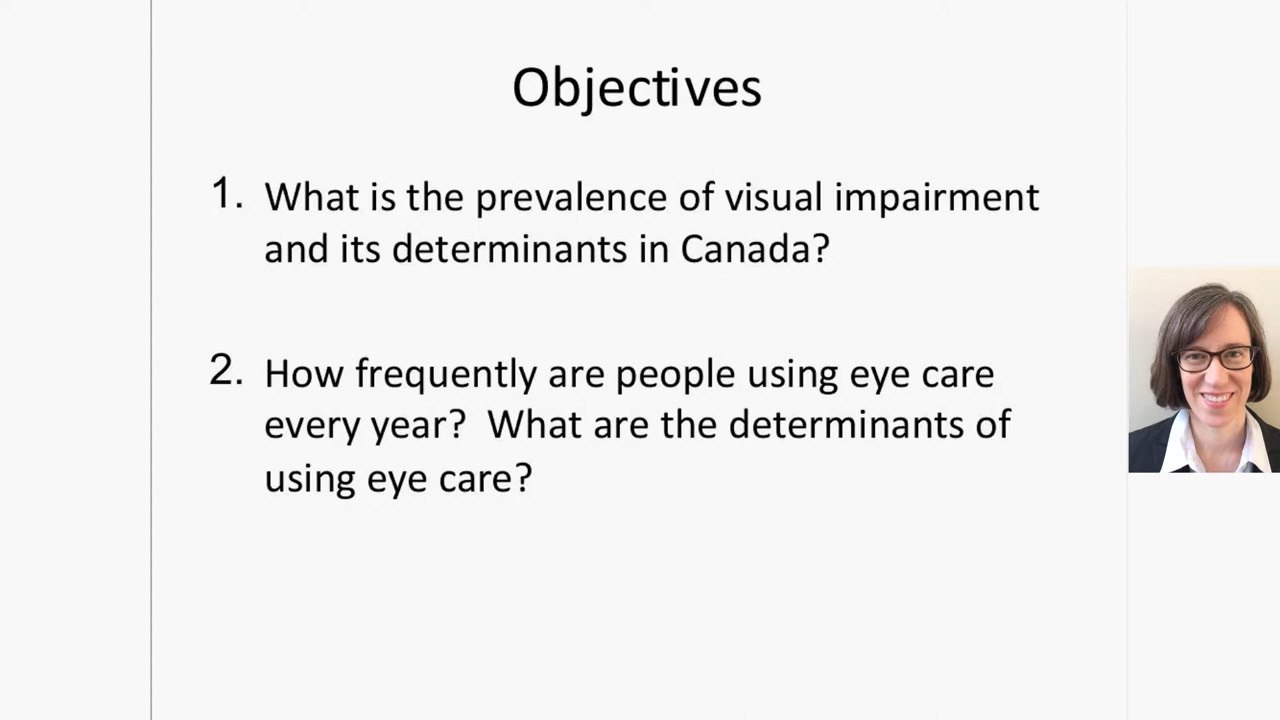 Objectives
1. What is the prevalence of visual impairment
and its determinants in Canada?
2. How frequently are people using eye care
every year?  What are the determinants of
using eye care?